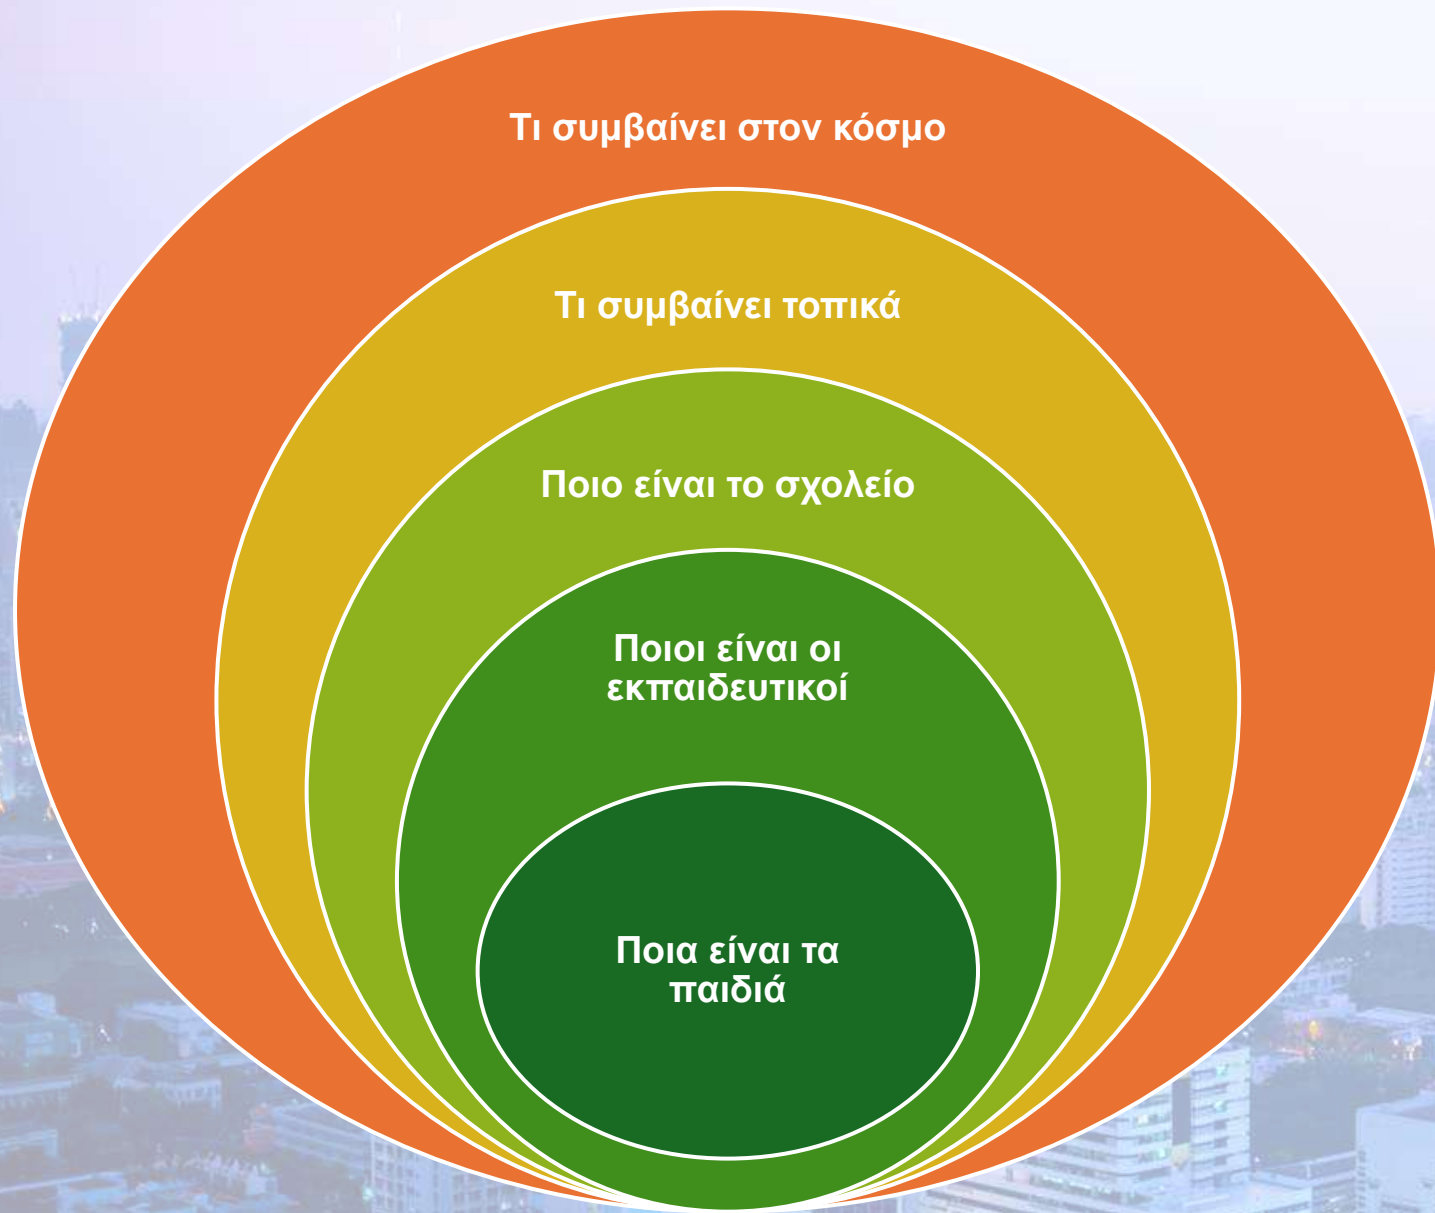 Τι συμβαίνει στον κόσμο
Τι συμβαίνει τοπικά
Ποιο είναι το σχολείο
Ποιοι είναι οι
εκπαιδευτικοί
Ποια είναι τα
παιδιά